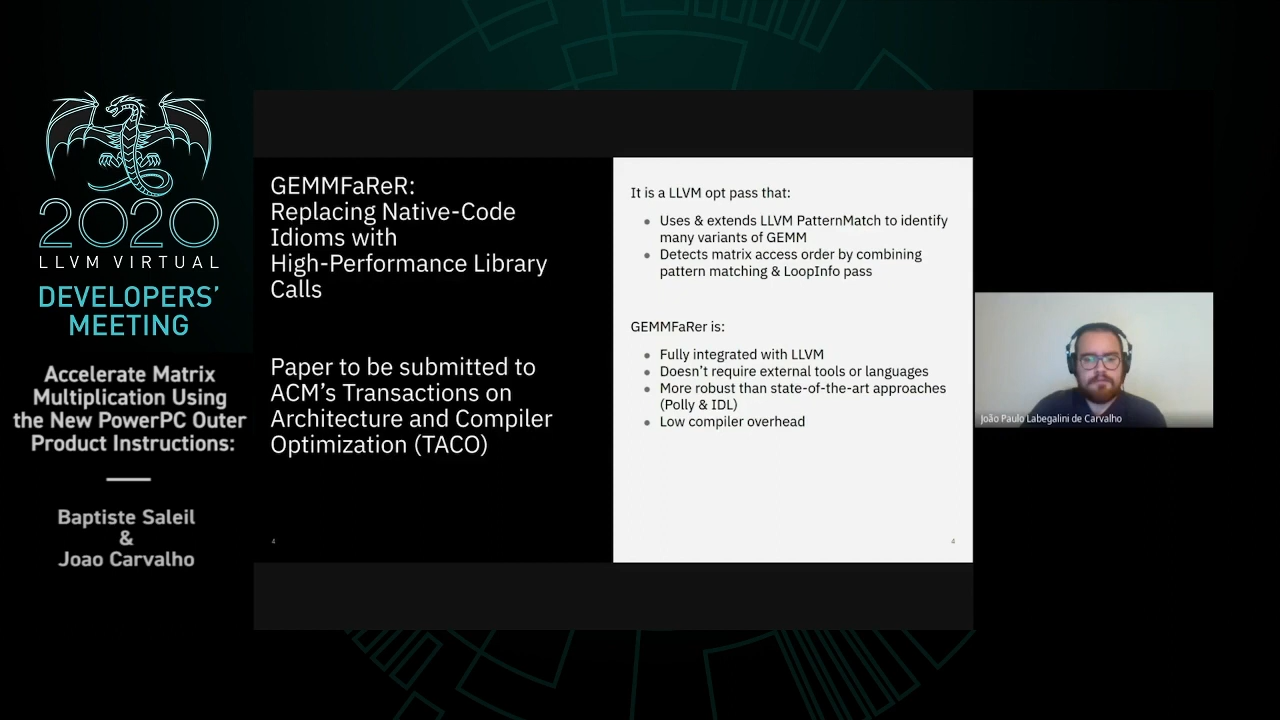 2020
LLVM VIRTUAL
DEVELOPERS’
MEETING
Accelerate Matrix
Multiplication Using
the New PowerPC Outer
Product Instructions:
Baptiste Saleil
&
Joao Carvalho
GEMMFaReR:
Replacing Native-Code
Idioms with
High-Performance Library
Calls
Paper to be submitted to
ACM’s Transactions on
Architecture and Compiler
Optimization (TACO)
4
It is a LLVM opt pass that:
● Uses & extends LLVM PatternMatch to identify
many variants of GEMM
● Detects matrix access order by combining
pattern matching & LoopInfo pass
GEMMFaRer is:
● Fully integrated with LLVM
● Doesn’t require external tools or languages
● More robust than state-of-the-art approaches
(Polly & IDL)
● Low compiler overhead
4
João Paulo Labegalini de Carvalho